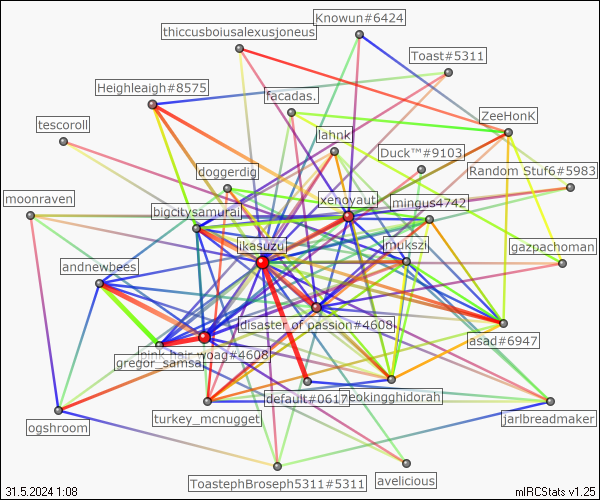 Knowun#6424
thiccusboiusalexusjoneus
Toast#5311
Heighleaigh#8575
facadas.
ZeeHonK
tescoroll
lahnk
Duck™#9103
doggerdig
Random Stuf6#5983
moonraven
xenoyaut
mingus4742
bigcitysamurai
ikasuzu
mukszi
gazpachoman
andnewbees
disaster of passion#4608
asad#6947
pink hair woag#4608
gregor_samsa
default#0617
eokingghidorah
turkey_mcnugget
jarlbreadmaker
ogshroom
avelicious
ToastephBroseph5311#5311
31.5.2024 1:08
mIRCStats v1.25